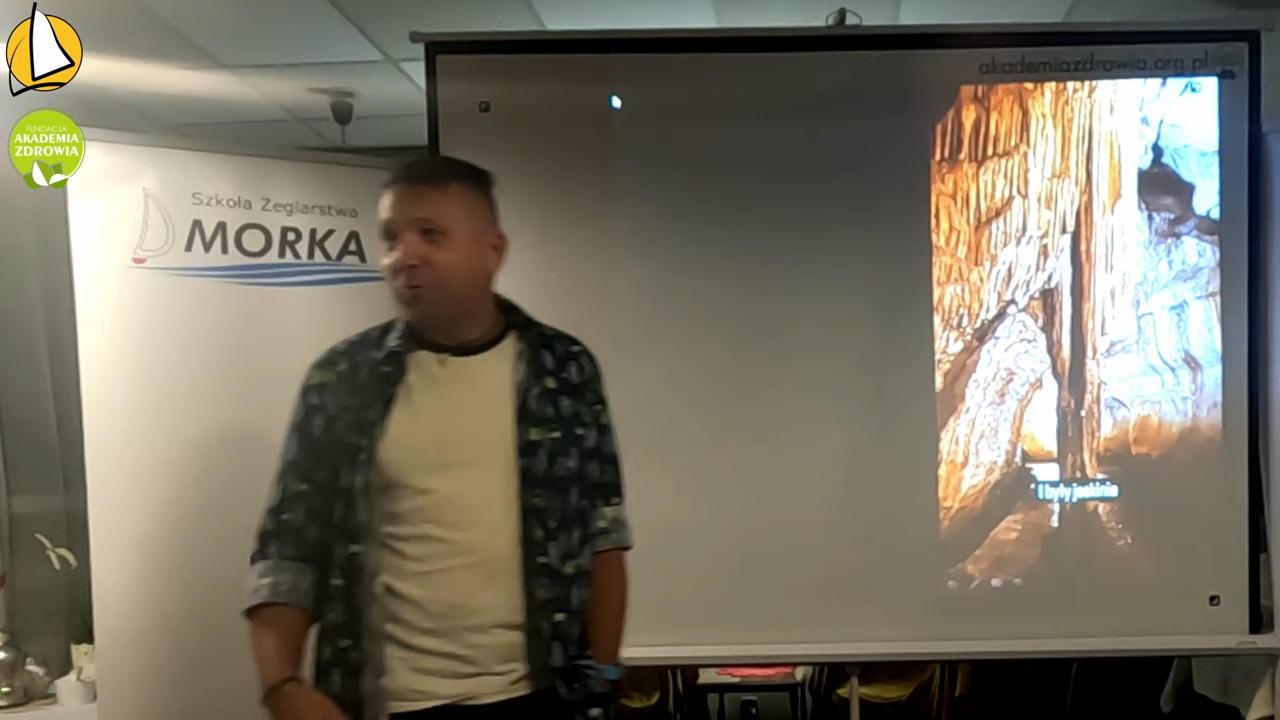 FUNDACJA
AKADEMIA
ZDROWIA
Szkoła Żeglarstwa
MORKA
akademiazdrowia.org.pl
I były jaskinie